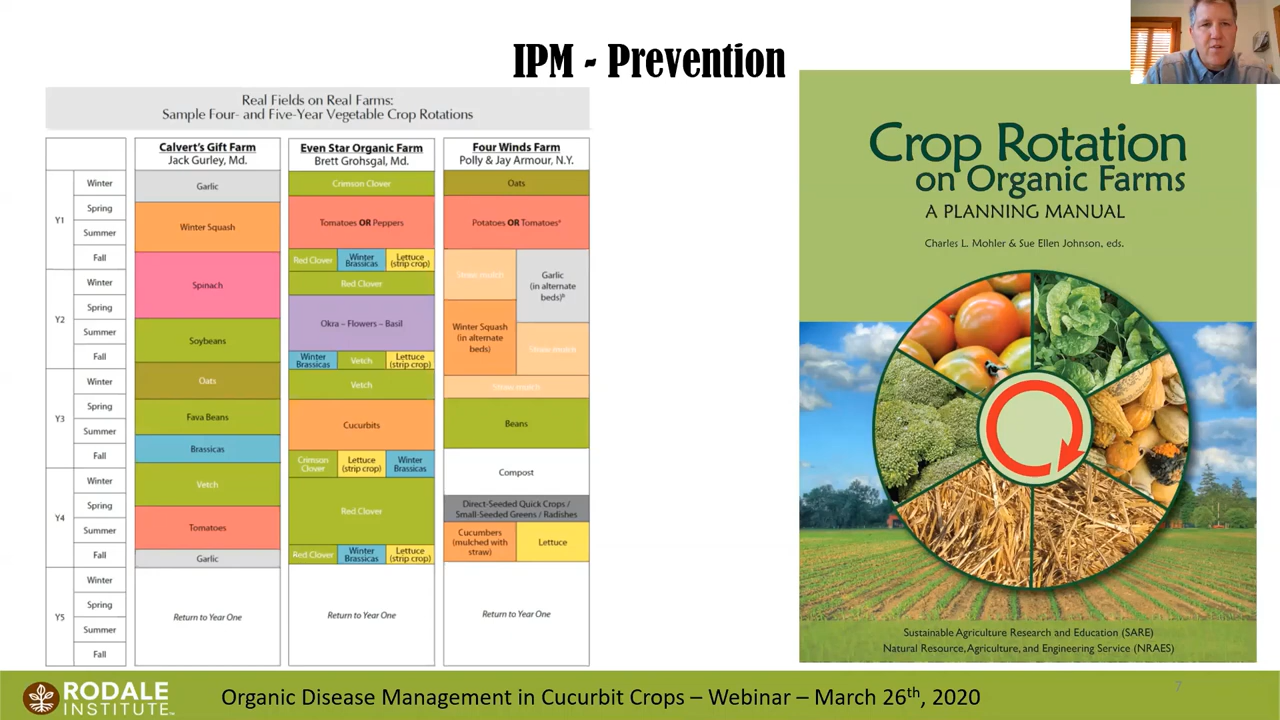 IPM - Prevention
Real Fields on Real Farms:
Sample Four- and Five-Year Vegetable Crop Rotations
Calvert's Gift Farm
Jack Gurley, Md.
Even Star Organic Farm
Brett Grohsgal, Md.
Four Winds Farm
Polly & Jay Armour, N.Y.
Y1
Winter
Spring
Summer
Fall
Y2
Winter
Spring
Summer
Fall
Y3
Winter
Spring
Summer
Fall
Y4
Winter
Spring
Summer
Fall
Y5
Winter
Spring
Summer
Fall
Garlic
Winter Squash
Spinach
Soybeans
Oats
Fava Beans
Brassicas
Vetch
Tomatoes
Garlic
Return to Year One
Crimson Clover
Tomatoes OR Peppers
Red Clover
Winter
Brassicas
Lettuce
(strip crop)
Red Clover
Okra – Flowers – Basil
Winter
Brassicas
Vetch
Lettuce
(strip crop)
Vetch
Cucurbits
Crimson
Clover
Lettuce
(strip crop)
Winter
Brassicas
Red Clover
Red Clover
Winter
Brassicas
Lettuce
(strip crop)
Return to Year One
Oats
Potatoes OR Tomatoesª
Straw mulch
Garlic
(in alternate
beds)ᵇ
Winter Squash
(in alternate
beds)
Straw mulch
Straw mulch
Beans
Compost
Direct-Seeded Quick Crops /
Small-Seeded Greens / Radishes
Cucumbers
(mulched with
straw)
Lettuce
Return to Year One
Crop Rotation
on Organic Farms
A PLANNING MANUAL
Charles L. Mohler & Sue Ellen Johnson, eds.
Sustainable Agriculture Research and Education (SARE)
Natural Resource, Agriculture, and Engineering Service (NRAES)
RODALE
INSTITUTE™
Organic Disease Management in Cucurbit Crops – Webinar – March 26th, 2020
7